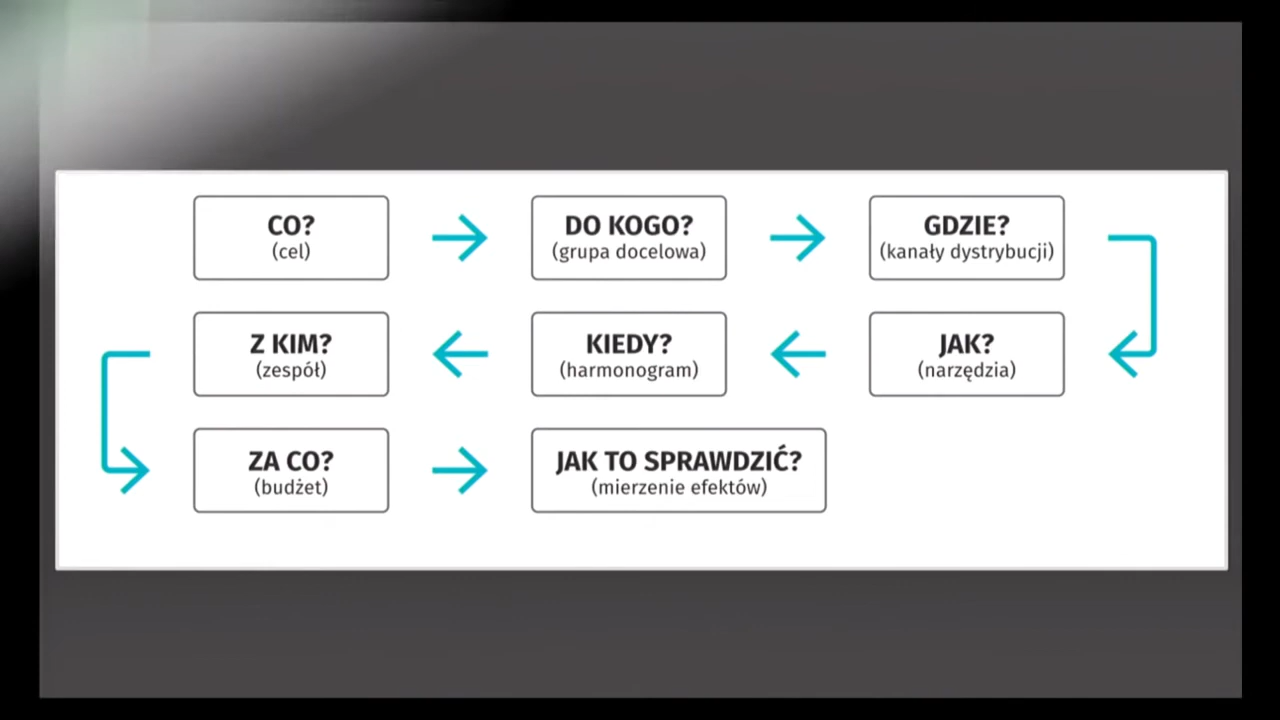 CO?
(cel)
DO KOGO?
(grupa docelowa)
GDZIE?
(kanały dystrybucji)
JAK?
(narzędzia)
KIEDY?
(harmonogram)
Z KIM?
(zespół)
ZA CO?
(budżet)
JAK TO SPRAWDZIĆ?
(mierzenie efektów)